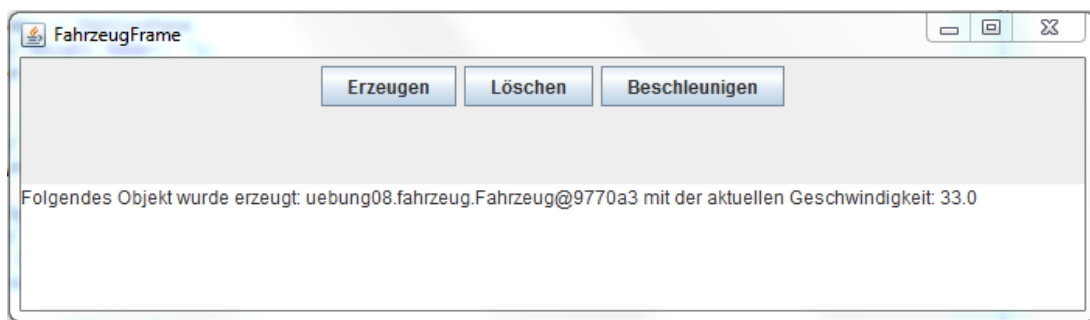 FahrzeugFrame
Erzeugen Löschen Beschleunigen
Folgendes Objekt wurde erzeugt: uebung08.fahrzeug.Fahrzeug@9770a3 mit der aktuellen Geschwindigkeit: 33.0